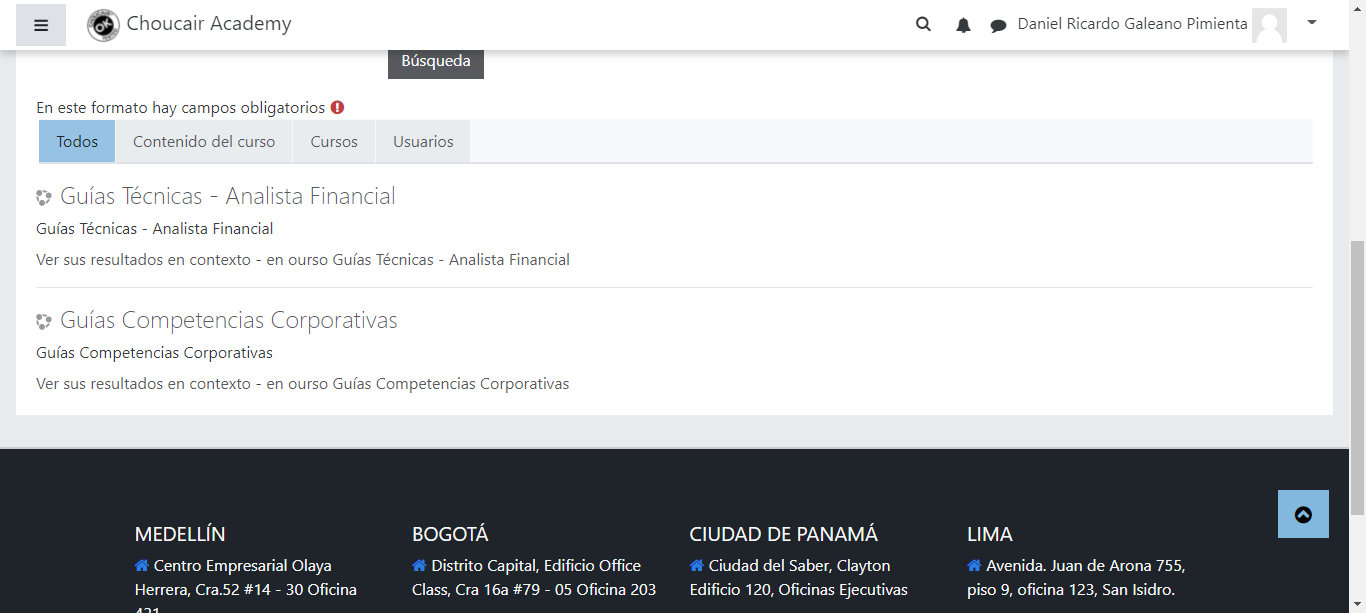 Choucair Academy
Daniel Ricardo Galeano Pimienta
Búsqueda
En este formato hay campos obligatorios
Todos
Contenido del curso
Cursos
Usuarios
Guías Técnicas - Analista Financial
Guías Técnicas - Analista Financial
Ver sus resultados en contexto - en ourso Guías Técnicas - Analista Financial
Guías Competencias Corporativas
Guías Competencias Corporativas
Ver sus resultados en contexto - en ourso Guías Competencias Corporativas
MEDELLÍN
Centro Empresarial Olaya
Herrera, Cra.52 #14 - 30 Oficina
421
BOGOTÁ
Distrito Capital, Edificio Office
Class, Cra 16a #79 - 05 Oficina 203
CIUDAD DE PANAMÁ
Ciudad del Saber, Clayton
Edificio 120, Oficinas Ejecutivas
LIMA
Avenida. Juan de Arona 755,
piso 9, oficina 123, San Isidro.